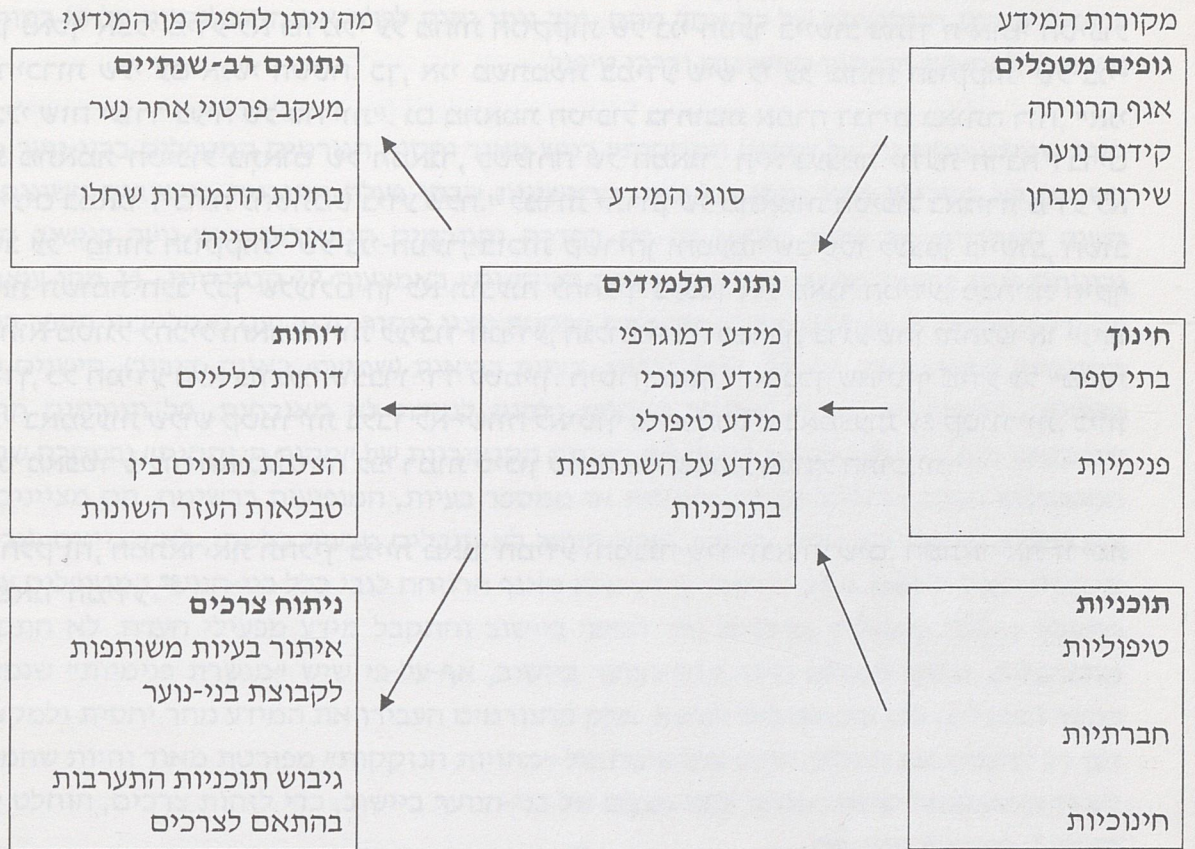 מקורות המידע
גופים מטפלים
אגף הרווחה
קידום נוער
שירות מבחן
חינוך
בתי ספר
פנימיות
תוכניות
טיפוליות
חברתיות
חינוכיות
סוגי המידע
נתוני תלמידים
מידע דמוגרפי
מידע חינוכי
מידע טיפולי
מידע על השתתפות
בתוכניות
מה ניתן להפיק מן המידע?
נתונים רב-שנתיים
מעקב פרטני אחר נער
בחינת התמורות שחלו
באוכלוסייה
דוחות
דוחות כלליים
הצלבת נתונים בין
טבלאות העזר השונות
ניתוח צרכים
איתור בעיות משותפות
לקבוצת בני-נוער
גיבוש תוכניות התערבות
בהתאם לצרכים